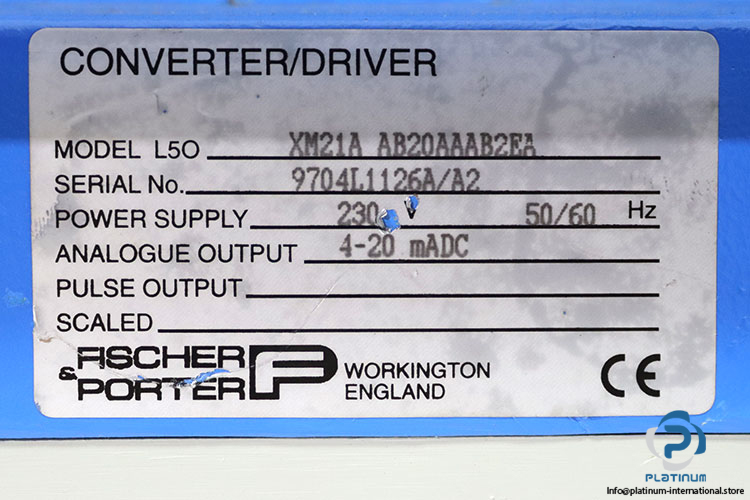 CONVERTER/DRIVER
MODEL L5O XM21A AB20AAAB2EA
SERIAL No. 9704L1126A/A2
POWER SUPPLY 230 V 50/60 Hz
ANALOGUE OUTPUT 4-20 mADC
PULSE OUTPUT
SCALED
FISCHER
& PORTER
WORKINGTON
ENGLAND
CE
PLATINUM
Info@platinum-international.store